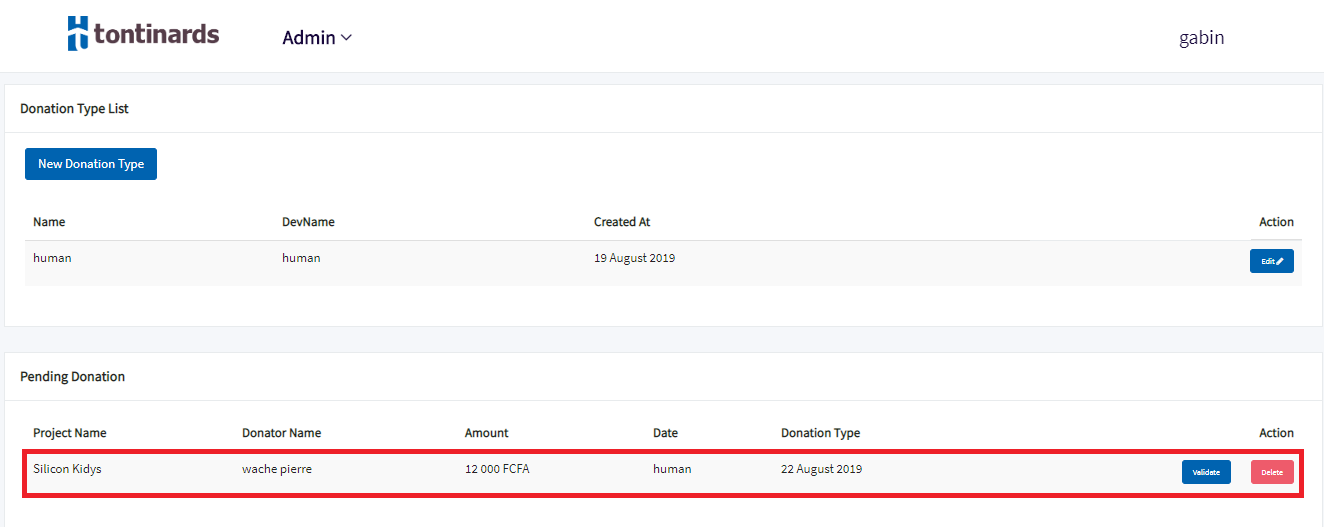 tontinards Admin gabin
Donation Type List
New Donation Type
Name DevName Created At Action
human human 19 August 2019 Edit
Pending Donation
Project Name Donator Name Amount Date Donation Type Action
Silicon Kidys wache pierre 12 000 FCFA human 22 August 2019 Validate Delete